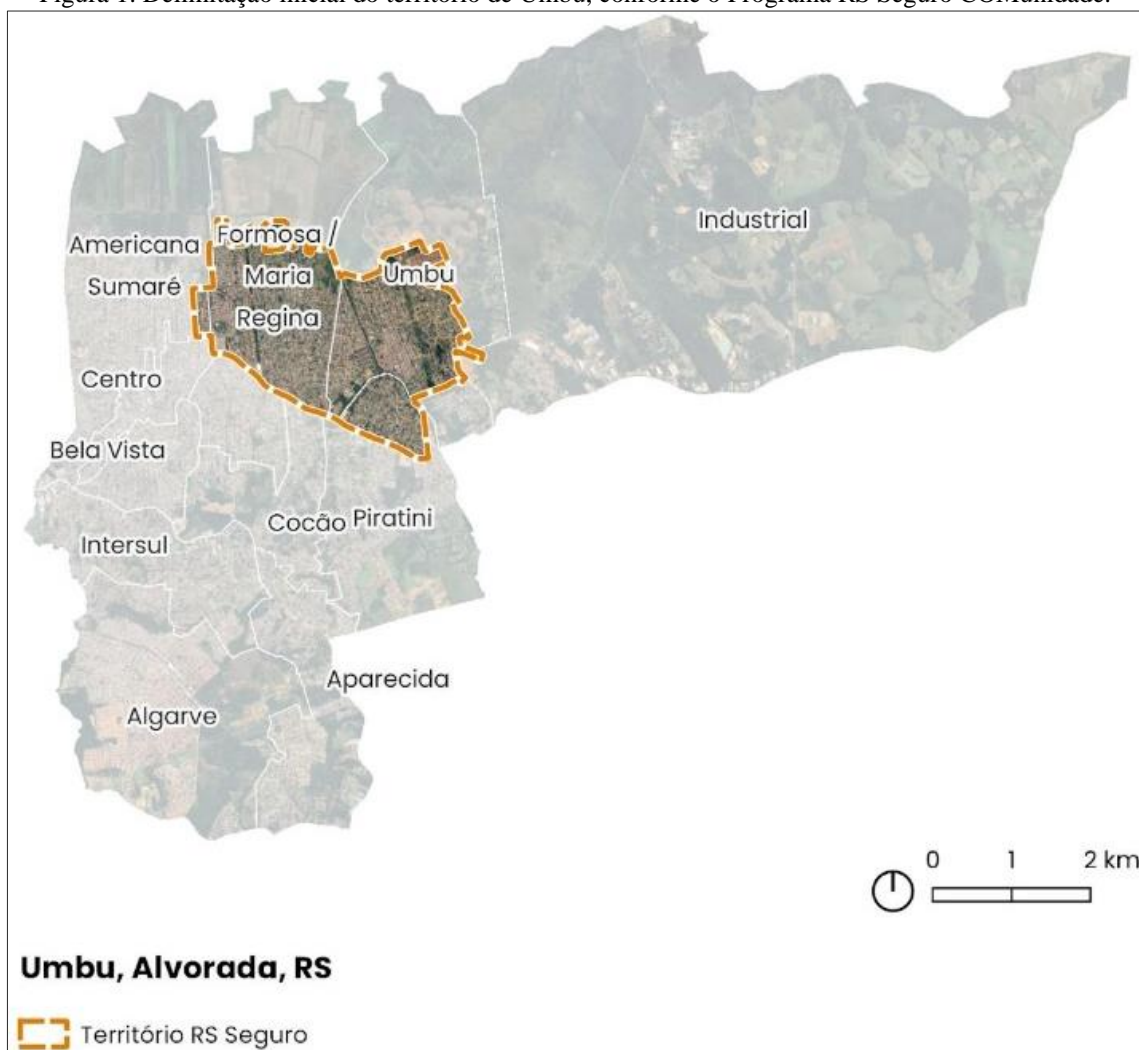 Figura 1: Delimitação inicial do território de Umbu, conforme o Programa RS Seguro COMunidade.
Industrial
Formosa /
Maria
Regina
Umbu
Americana
Sumaré
Centro
Bela Vista
Cocão
Piratini
Intersul
Aparecida
Algarve
0 1 2 km
Umbu, Alvorada, RS
Território RS Seguro